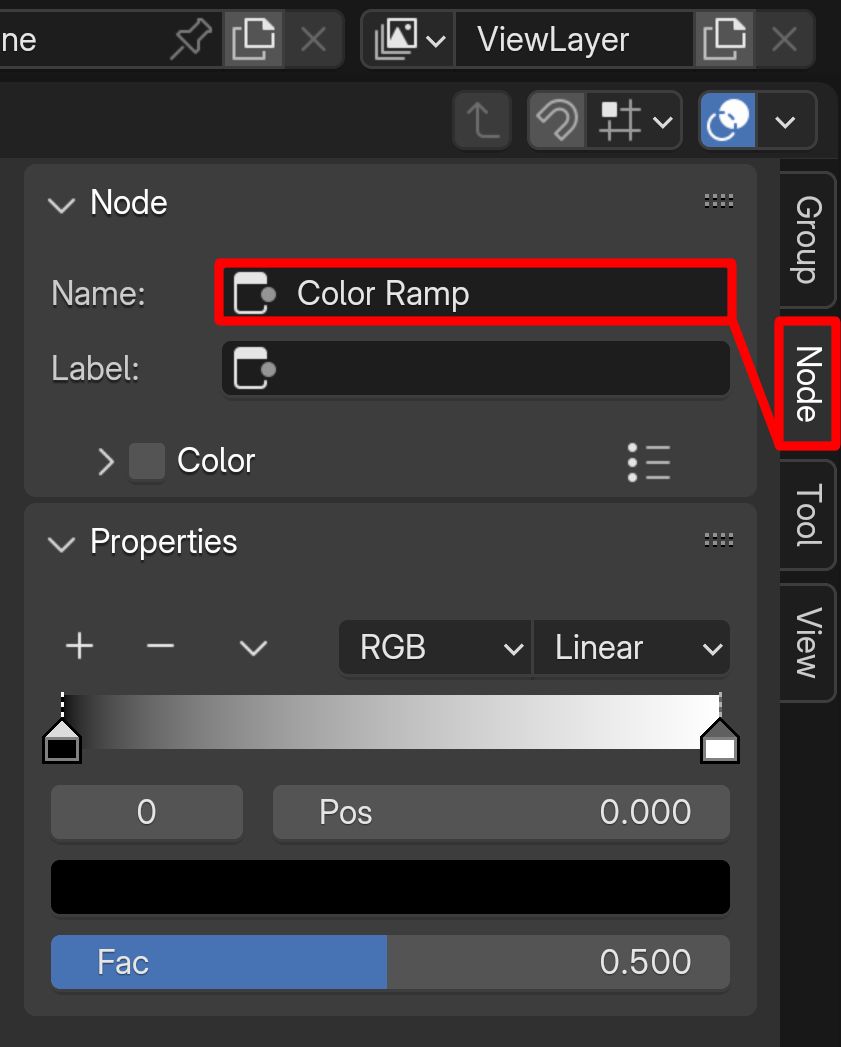 ne
ViewLayer
Node
Name: Color Ramp
Label:
Color
Properties
RGB Linear
0 Pos 0.000
Fac 0.500
Group
Node
Tool
View